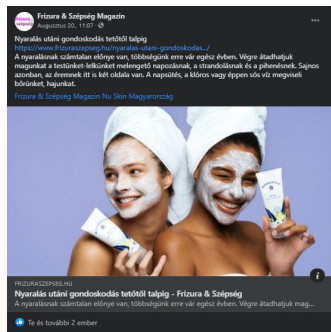 Frizura & Szépség Magazin
Augusztus 20., 11:07 ·
Nyaralás utáni gondoskodás tetőtől talpig
https://www.frizuraszepseg.hu/nyaralas-utani-gondoskodas.../
A nyaralásnak számtalan előnye van, többségünk erre vár egész évben. Végre átadhatjuk
magunkat a testünket-lelkünket melengető napozásnak, a strandolásnak és a pihenésnek. Sajnos
azonban, az éremnek itt is két oldala van. A napsütés, a klóros vagy éppen sós víz megviseli
bőrünket, hajunkat.
Frizura & Szépség Magazin Nu Skin Magyarország
FRIZURASZEPSEG.HU
Nyaralás utáni gondoskodás tetőtől talpig - Frizura & Szépség
A nyaralásnak számtalan előnye van, többségünk erre vár egész évben. Végre átadhatjuk mag...
Te és további 2 ember